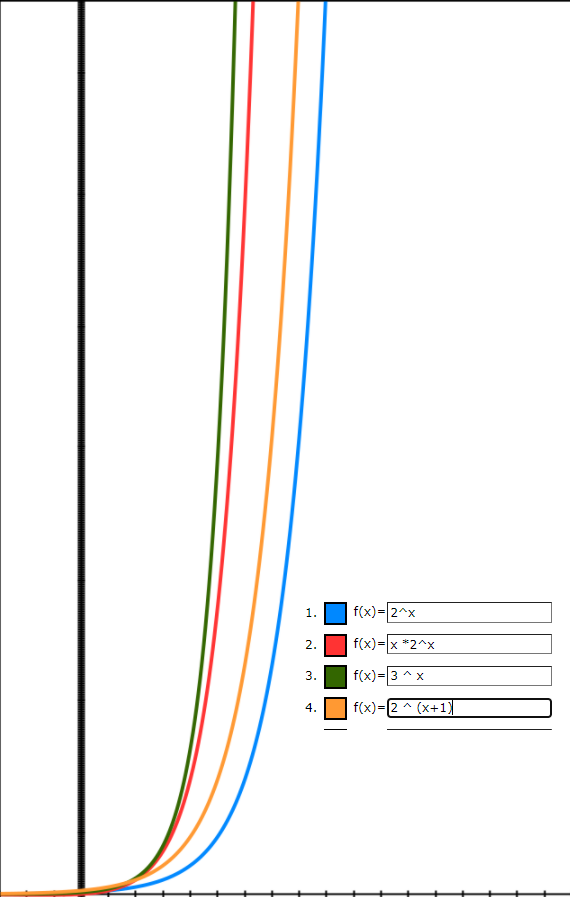 1. f(x)= 2^x
2. f(x)= x *2^x
3. f(x)= 3 ^ x
4. f(x)= 2 ^ (x+1)